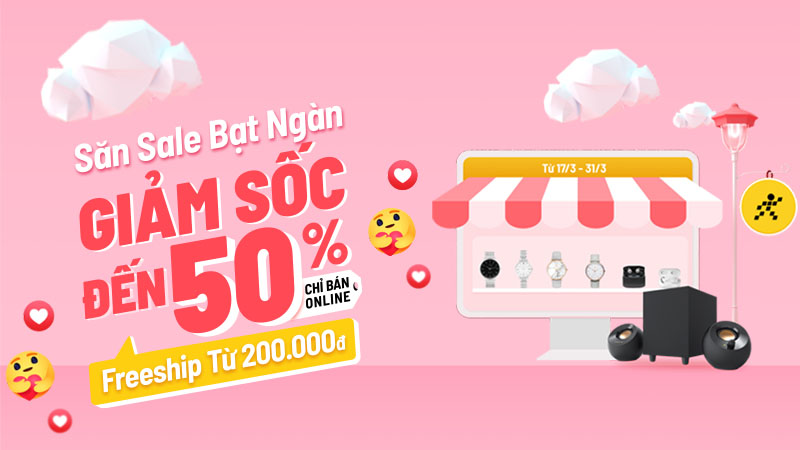 Săn Sale Bạt Ngàn
GIẢM SỐC
ĐẾN 50%
CHỈ BÁN
ONLINE
Freeship Từ 200.000đ
Từ 17/3 - 31/3